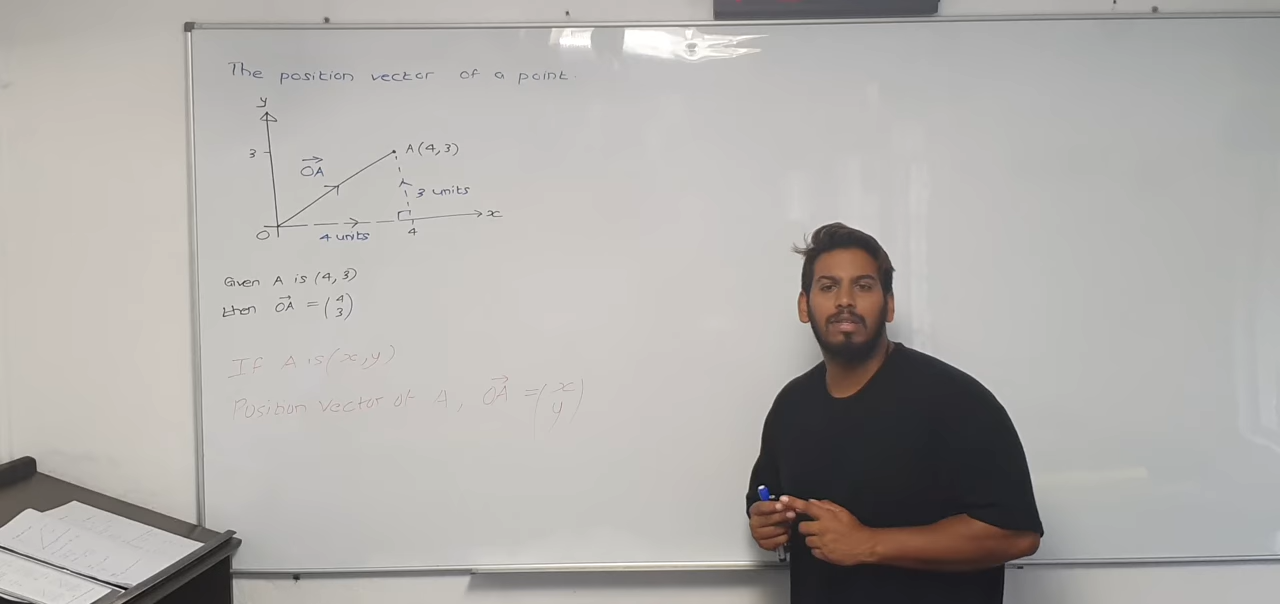 The position vector of a point.
y
3
OA
A(4,3)
3 units
x
O
4 units
4
Given A is (4,3)
then OA = (4
3)
If A is (x,y)
Position vector of A, OA = (x
y)